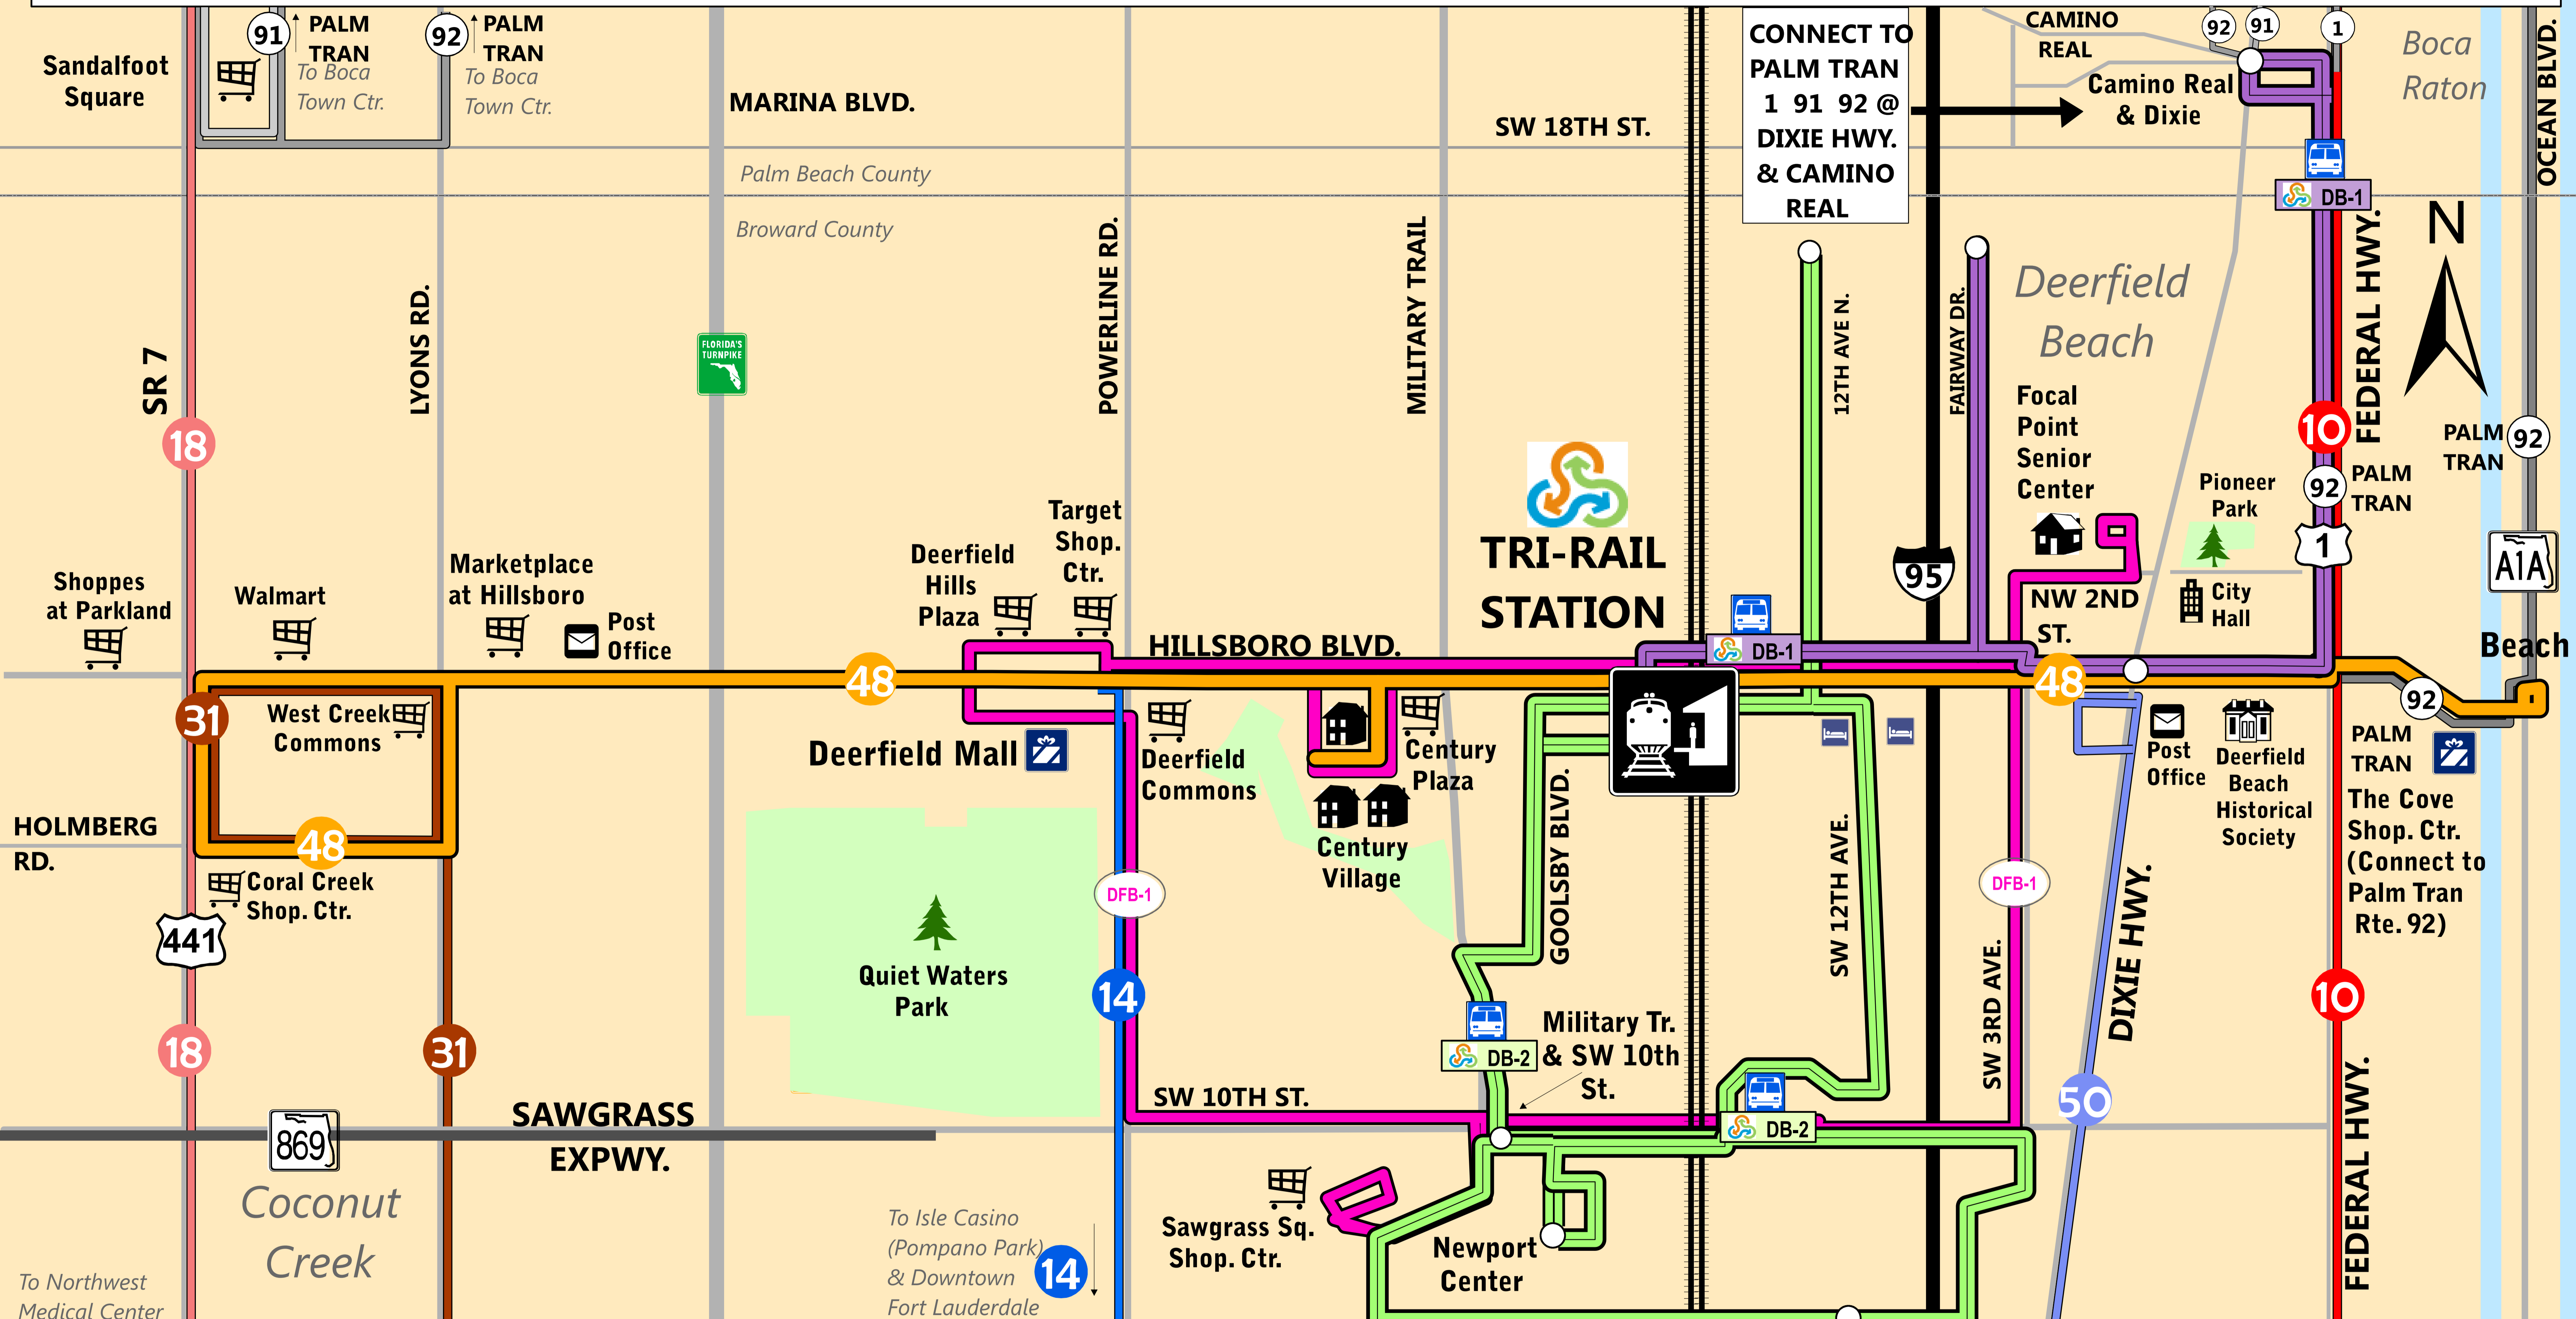 91
PALM
TRAN
To Boca
Town Ctr.
92
PALM
TRAN
To Boca
Town Ctr.
Sandalfoot
Square
MARINA BLVD.
SW 18TH ST.
CONNECT TO
PALM TRAN
1 91 92 @
DIXIE HWY.
& CAMINO
REAL
CAMINO
REAL
92
91
1
Camino Real
& Dixie
Boca
Raton
OCEAN BLVD.
Palm Beach County
Broward County
DB-1
N
SR 7
LYONS RD.
FLORIDA'S
TURNPIKE
POWERLINE RD.
MILITARY TRAIL
12TH AVE N.
FAIRWAY DR.
Deerfield
Beach
FEDERAL HWY.
18
10
92
PALM
TRAN
PALM
TRAN
92
1
A1A
Focal
Point
Senior
Center
Pioneer
Park
City
Hall
NW 2ND
ST.
95
TRI-RAIL
STATION
Target
Shop.
Ctr.
Deerfield
Hills
Plaza
Marketplace
at Hillsboro
Post
Office
Walmart
Shoppes
at Parkland
HILLSBORO BLVD.
DB-1
Beach
48
48
31
West Creek
Commons
Deerfield Mall
Deerfield
Commons
Century
Plaza
Century
Village
GOOLSBY BLVD.
SW 12TH AVE.
Post
Office
Deerfield
Beach
Historical
Society
92
PALM
TRAN
The Cove
Shop. Ctr.
(Connect to
Palm Tran
Rte. 92)
HOLMBERG
RD.
48
Coral Creek
Shop. Ctr.
441
18
31
Quiet Waters
Park
DFB-1
14
DFB-1
SW 3RD AVE.
DIXIE HWY.
10
50
FEDERAL HWY.
DB-2
Military Tr.
& SW 10th
St.
DB-2
SW 10TH ST.
SAWGRASS
EXPWY.
869
Coconut
Creek
To Northwest
Medical Center
To Isle Casino
(Pompano Park)
& Downtown
Fort Lauderdale
14
Sawgrass Sq.
Shop. Ctr.
Newport
Center